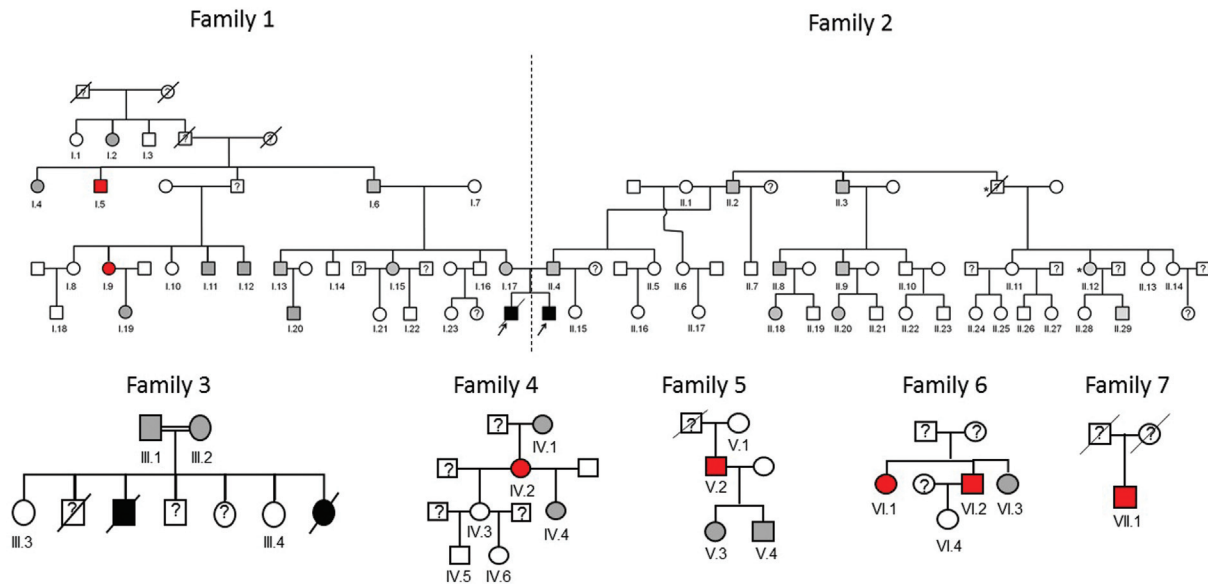 Family 1 Family 2
? ?
I.1 I.2 I.3 ? ?
I.4 I.5 ? I.6 I.7 II.1 II.2 ? II.3 * ?
I.8 I.9 I.10 I.11 I.12 I.13 I.14 ? I.15 ? I.16 I.17 II.4 ? II.5 II.6 II.7 II.8 II.9 II.10 ? II.11 ? * II.12 ? II.13 II.14 ?
I.18 I.19 I.20 I.21 I.22 I.23 ? II.15 II.16 II.17 II.18 II.19 II.20 II.21 II.22 II.23 II.24 II.25 II.26 II.27 II.28 II.29 ?
Family 3 Family 4 Family 5 Family 6 Family 7
III.1 III.2
III.3 ? ? ? III.4
? IV.1
? IV.2
IV.3 ? IV.4
IV.5 IV.6
? V.1
V.2
V.3 V.4
? ?
VI.1 ? VI.2 VI.3
VI.4
? ?
VII.1